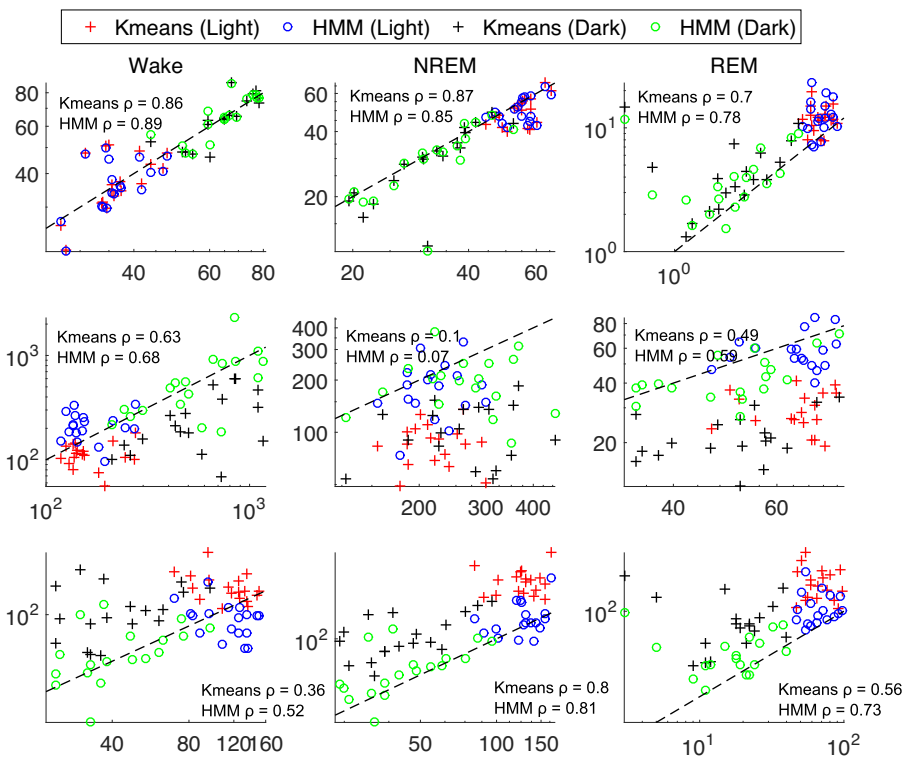 Kmeans (Light) HMM (Light) Kmeans (Dark) HMM (Dark)
Wake NREM REM
Kmeans ρ = 0.86
HMM ρ = 0.89
80
60
40
40 60 80
Kmeans ρ = 0.87
HMM ρ = 0.85
60
40
20
20 40 60
Kmeans ρ = 0.7
HMM ρ = 0.78
10¹
10⁰
10⁰
Kmeans ρ = 0.63
HMM ρ = 0.68
10³
10²
10² 10³
Kmeans ρ = 0.1
HMM ρ = 0.07
400
300
200
100
200 300 400
Kmeans ρ = 0.49
HMM ρ = 0.59
80
60
40
20
40 60
10²
Kmeans ρ = 0.36
HMM ρ = 0.52
40 80 120 160
10²
Kmeans ρ = 0.8
HMM ρ = 0.81
50 100 150
10²
Kmeans ρ = 0.56
HMM ρ = 0.73
10¹ 10²